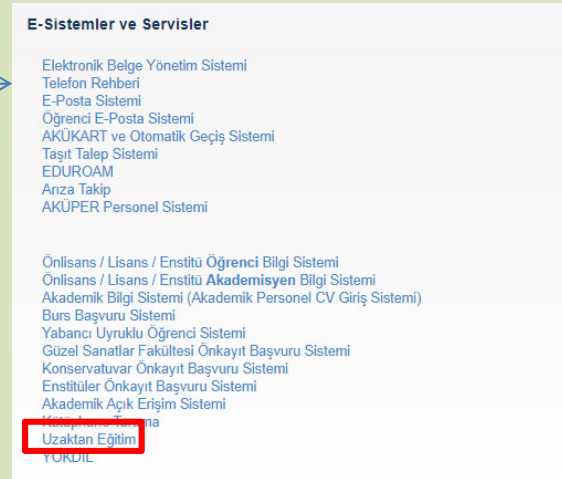 E-Sistemler ve Servisler
Elektronik Belge Yönetim Sistemi
Telefon Rehberi
E-Posta Sistemi
Öğrenci E-Posta Sistemi
AKÜKART ve Otomatik Geçiş Sistemi
Taşıt Talep Sistemi
EDUROAM
Arıza Takip
AKÜPER Personel Sistemi
Önlisans / Lisans / Enstitü Öğrenci Bilgi Sistemi
Önlisans / Lisans / Enstitü Akademisyen Bilgi Sistemi
Akademik Bilgi Sistemi (Akademik Personel CV Giriş Sistemi)
Burs Başvuru Sistemi
Yabancı Uyruklu Öğrenci Sistemi
Güzel Sanatlar Fakültesi Önkayıt Başvuru Sistemi
Konservatuvar Önkayıt Başvuru Sistemi
Enstitüler Önkayıt Başvuru Sistemi
Akademik Açık Erişim Sistemi
Kütüphane Tarama
Uzaktan Eğitim
YÖKDİL